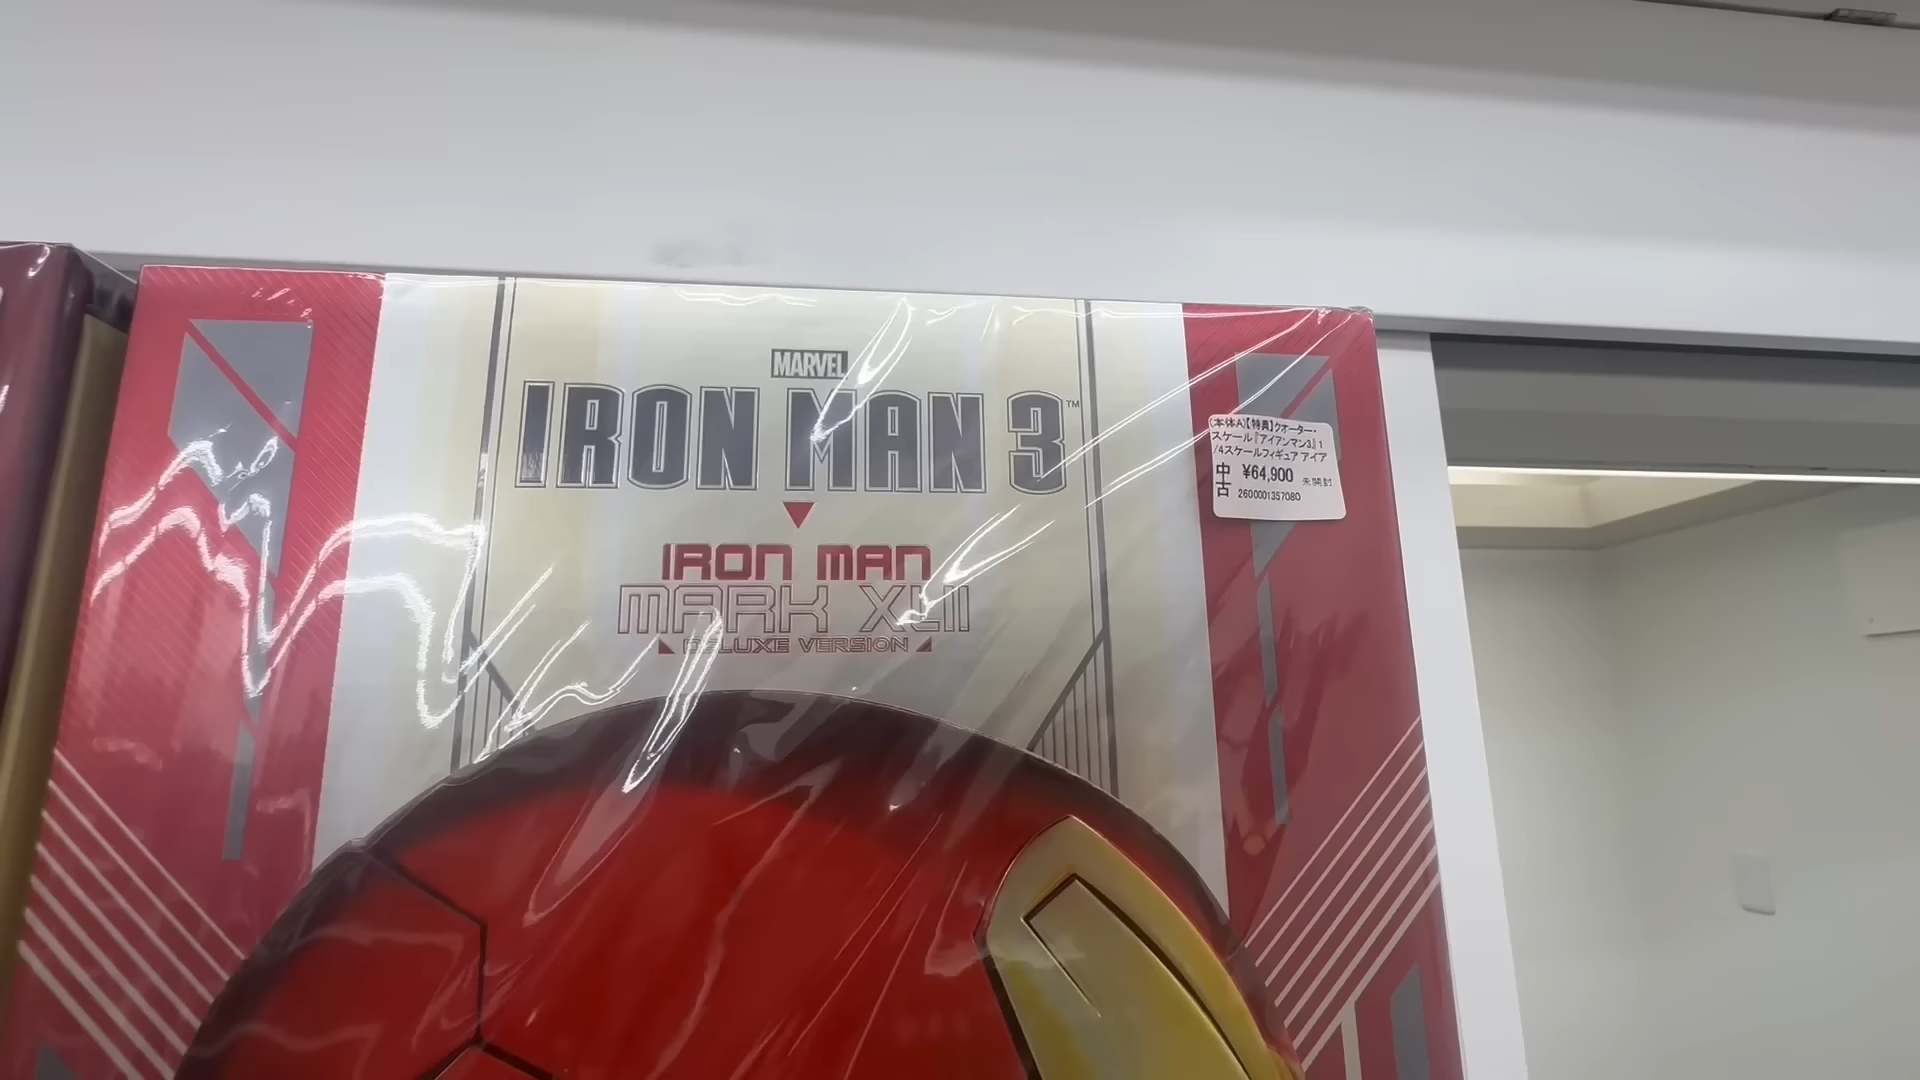 MARVEL
IRON MAN 3™
IRON MAN
MARK XLII
DELUXE VERSION
(本体A)【特典】クオーター・
スケール『アイアンマン3』 1
/4スケールフィギュア アイア
中古 ¥64,900 未開封
2600001357080